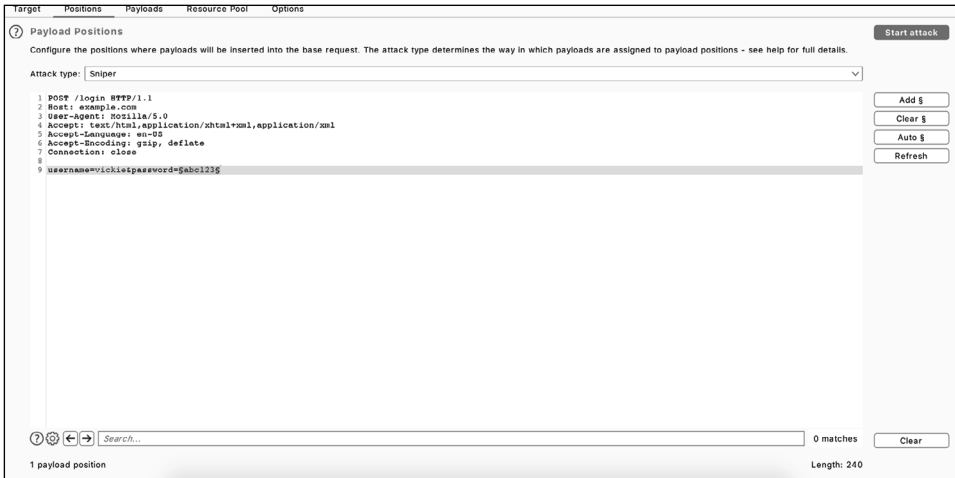 Target Positions Payloads Resource Pool Options
Payload Positions
Start attack
Configure the positions where payloads will be inserted into the base request. The attack type determines the way in which payloads are assigned to payload positions - see help for full details.
Attack type: Sniper
1 POST /login HTTP/1.1
2 Host: example.com
3 User-Agent: Mozilla/5.0
4 Accept: text/html,application/xhtml+xml,application/xml
5 Accept-Language: en-US
6 Accept-Encoding: gzip, deflate
7 Connection: close
8
9 username=vickie&password=§abc123§
Add §
Clear §
Auto §
Refresh
Search...
0 matches
Clear
1 payload position
Length: 240